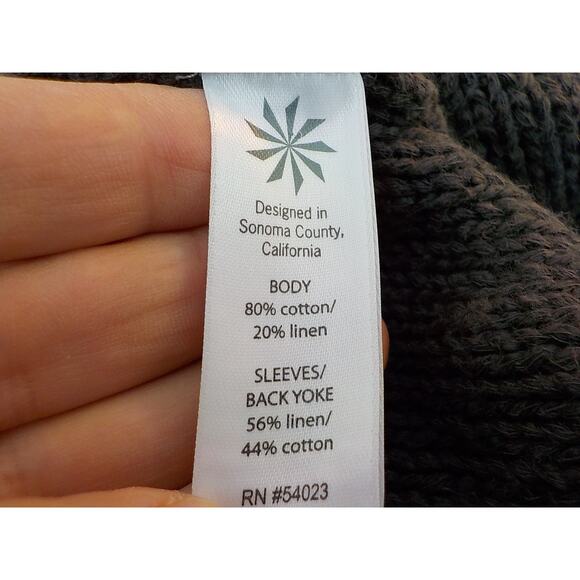 Designed in
Sonoma County,
California
BODY
80% cotton/
20% linen
SLEEVES/
BACK YOKE
56% linen/
44% cotton
RN #54023